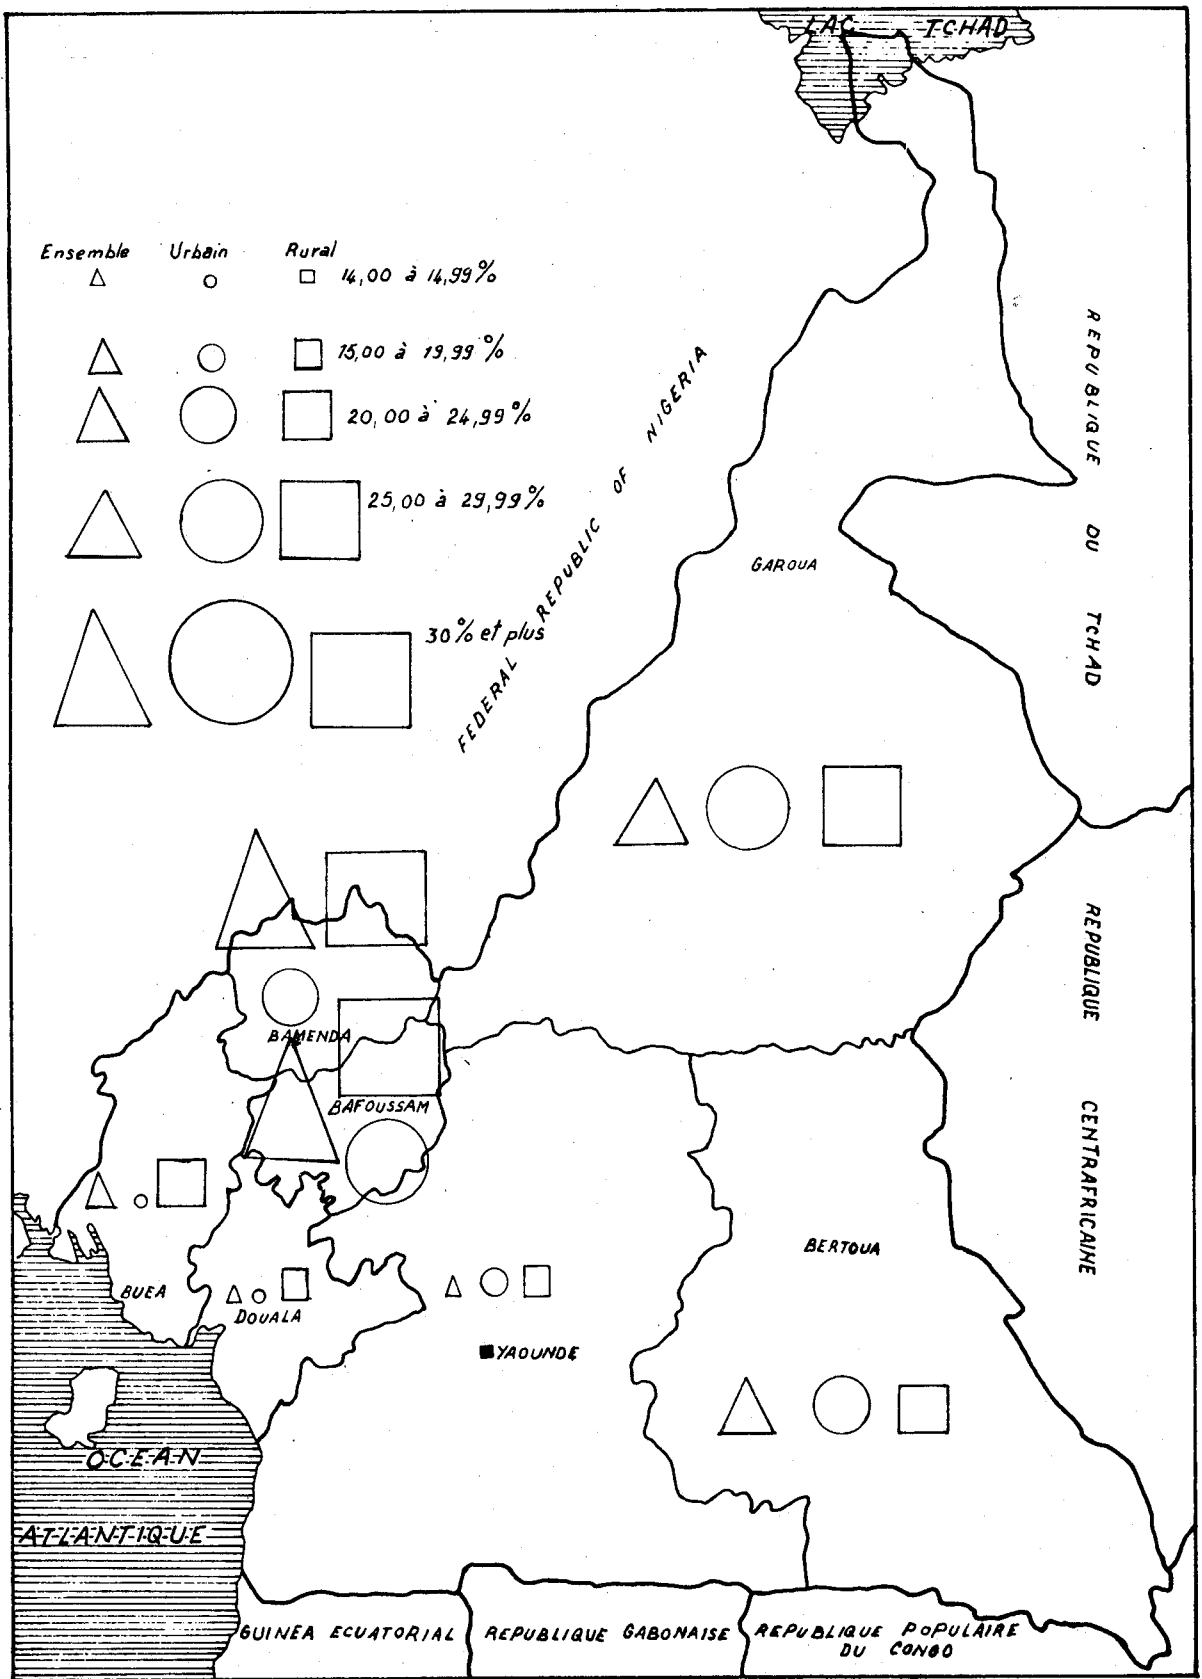 LAC TCHAD
Ensemble Urbain Rural
14,00 à 14,99%
15,00 à 19,99%
20,00 à 24,99%
25,00 à 29,99%
30% et plus
FEDERAL REPUBLIC OF NIGERIA
REPUBLIQUE DU TCHAD
GAROUA
REPUBLIQUE CENTRAFRICAINE
BAMENDA
BAFOUSSAM
BERTOUA
BUEA
DOUALA
YAOUNDE
OCEAN
ATLANTIQUE
GUINEA ECUATORIAL
REPUBLIQUE GABONAISE
REPUBLIQUE POPULAIRE
DU CONGO